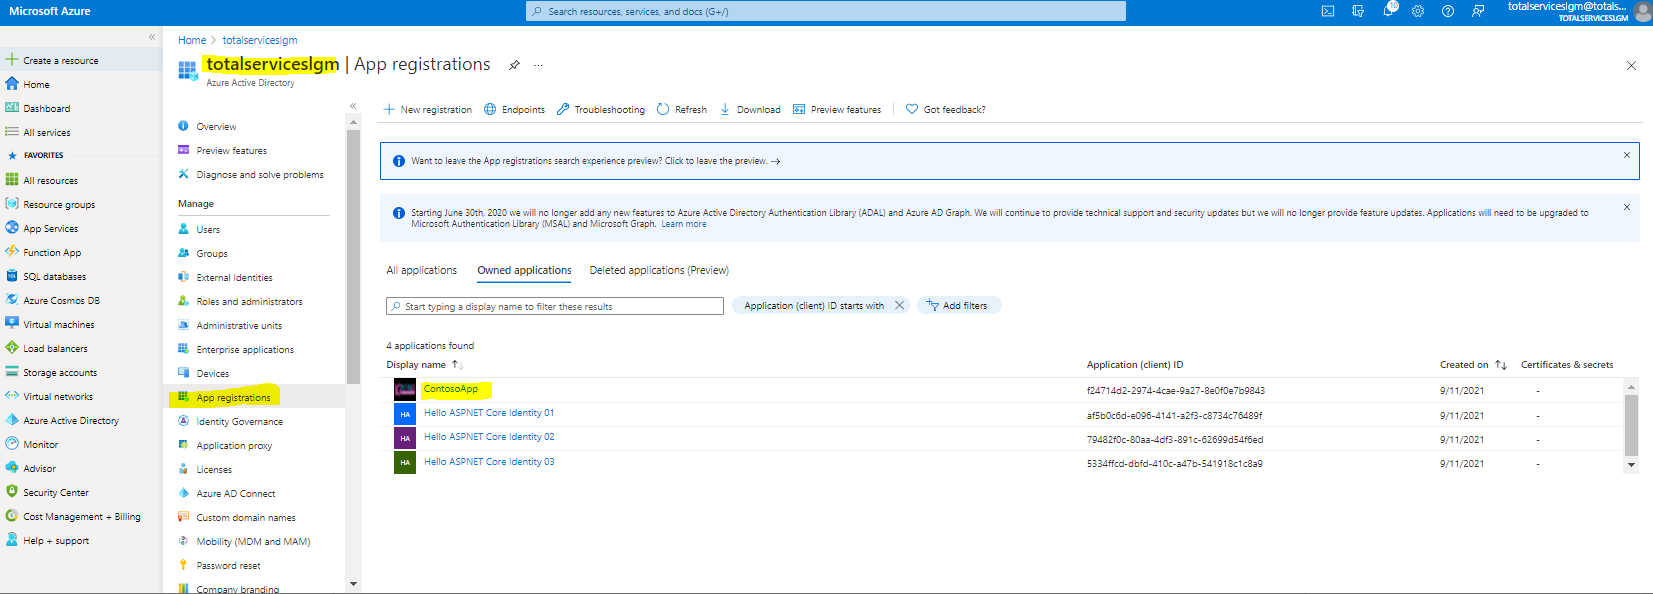 Microsoft Azure
Search resources, services, and docs (G+/)
10
totalserviceslgm@totals...
TOTALSERVICESLGM
Create a resource
Home
Dashboard
All services
FAVORITES
All resources
Resource groups
App Services
Function App
SQL databases
Azure Cosmos DB
Virtual machines
Load balancers
Storage accounts
Virtual networks
Azure Active Directory
Monitor
Advisor
Security Center
Cost Management + Billing
Help + support
Home > totalserviceslgm
totalserviceslgm | App registrations
Azure Active Directory
Overview
Preview features
Diagnose and solve problems
Manage
Users
Groups
External Identities
Roles and administrators
Administrative units
Enterprise applications
Devices
App registrations
Identity Governance
Application proxy
Licenses
Azure AD Connect
Custom domain names
Mobility (MDM and MAM)
Password reset
Company branding
New registration Endpoints Troubleshooting Refresh Download Preview features Got feedback?
Want to leave the App registrations search experience preview? Click to leave the preview. →
Starting June 30th, 2020 we will no longer add any new features to Azure Active Directory Authentication Library (ADAL) and Azure AD Graph. We will continue to provide technical support and security updates but we will no longer provide feature updates. Applications will need to be upgraded to
Microsoft Authentication Library (MSAL) and Microsoft Graph. Learn more
All applications Owned applications Deleted applications (Preview)
Start typing a display name to filter these results Application (client) ID starts with Add filters
4 applications found
Display name ↑↓ Application (client) ID Created on ↑↓ Certificates & secrets
ContosoApp f24714d2-2974-4cae-9a27-8e0f0e7b9843 9/11/2021 -
HA Hello ASPNET Core Identity 01 af5b0c6d-e096-4141-a2f3-c8734c76489f 9/11/2021 -
HA Hello ASPNET Core Identity 02 79482f0c-80aa-4df3-891c-62699d54f6ed 9/11/2021 -
HA Hello ASPNET Core Identity 03 5334ffcd-dbfd-410c-a47b-541918c1c8a9 9/11/2021 -